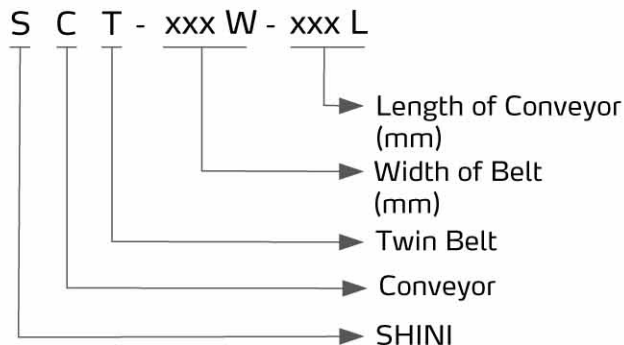 S C T - xxx W - xxx L
Length of Conveyor
(mm)
Width of Belt
(mm)
Twin Belt
Conveyor
SHINI